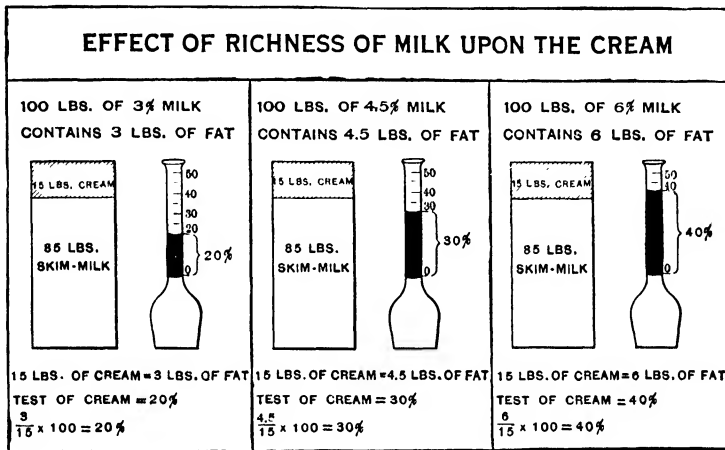 EFFECT OF RICHNESS OF MILK UPON THE CREAM
100 LBS. OF 3% MILK
CONTAINS 3 LBS. OF FAT
15 LBS. CREAM
85 LBS.
SKIM-MILK
50
40
30
20
0
20%
15 LBS. OF CREAM = 3 LBS. OF FAT
TEST OF CREAM = 20%
3/15 x 100 = 20%
100 LBS. OF 4.5% MILK
CONTAINS 4.5 LBS. OF FAT
15 LBS. CREAM
85 LBS.
SKIM-MILK
50
40
30
0
30%
15 LBS. OF CREAM = 4.5 LBS. OF FAT
TEST OF CREAM = 30%
4.5/15 x 100 = 30%
100 LBS. OF 6% MILK
CONTAINS 6 LBS. OF FAT
15 LBS. CREAM
85 LBS.
SKIM-MILK
50
40
0
40%
15 LBS. OF CREAM = 6 LBS. OF FAT
TEST OF CREAM = 40%
6/15 x 100 = 40%